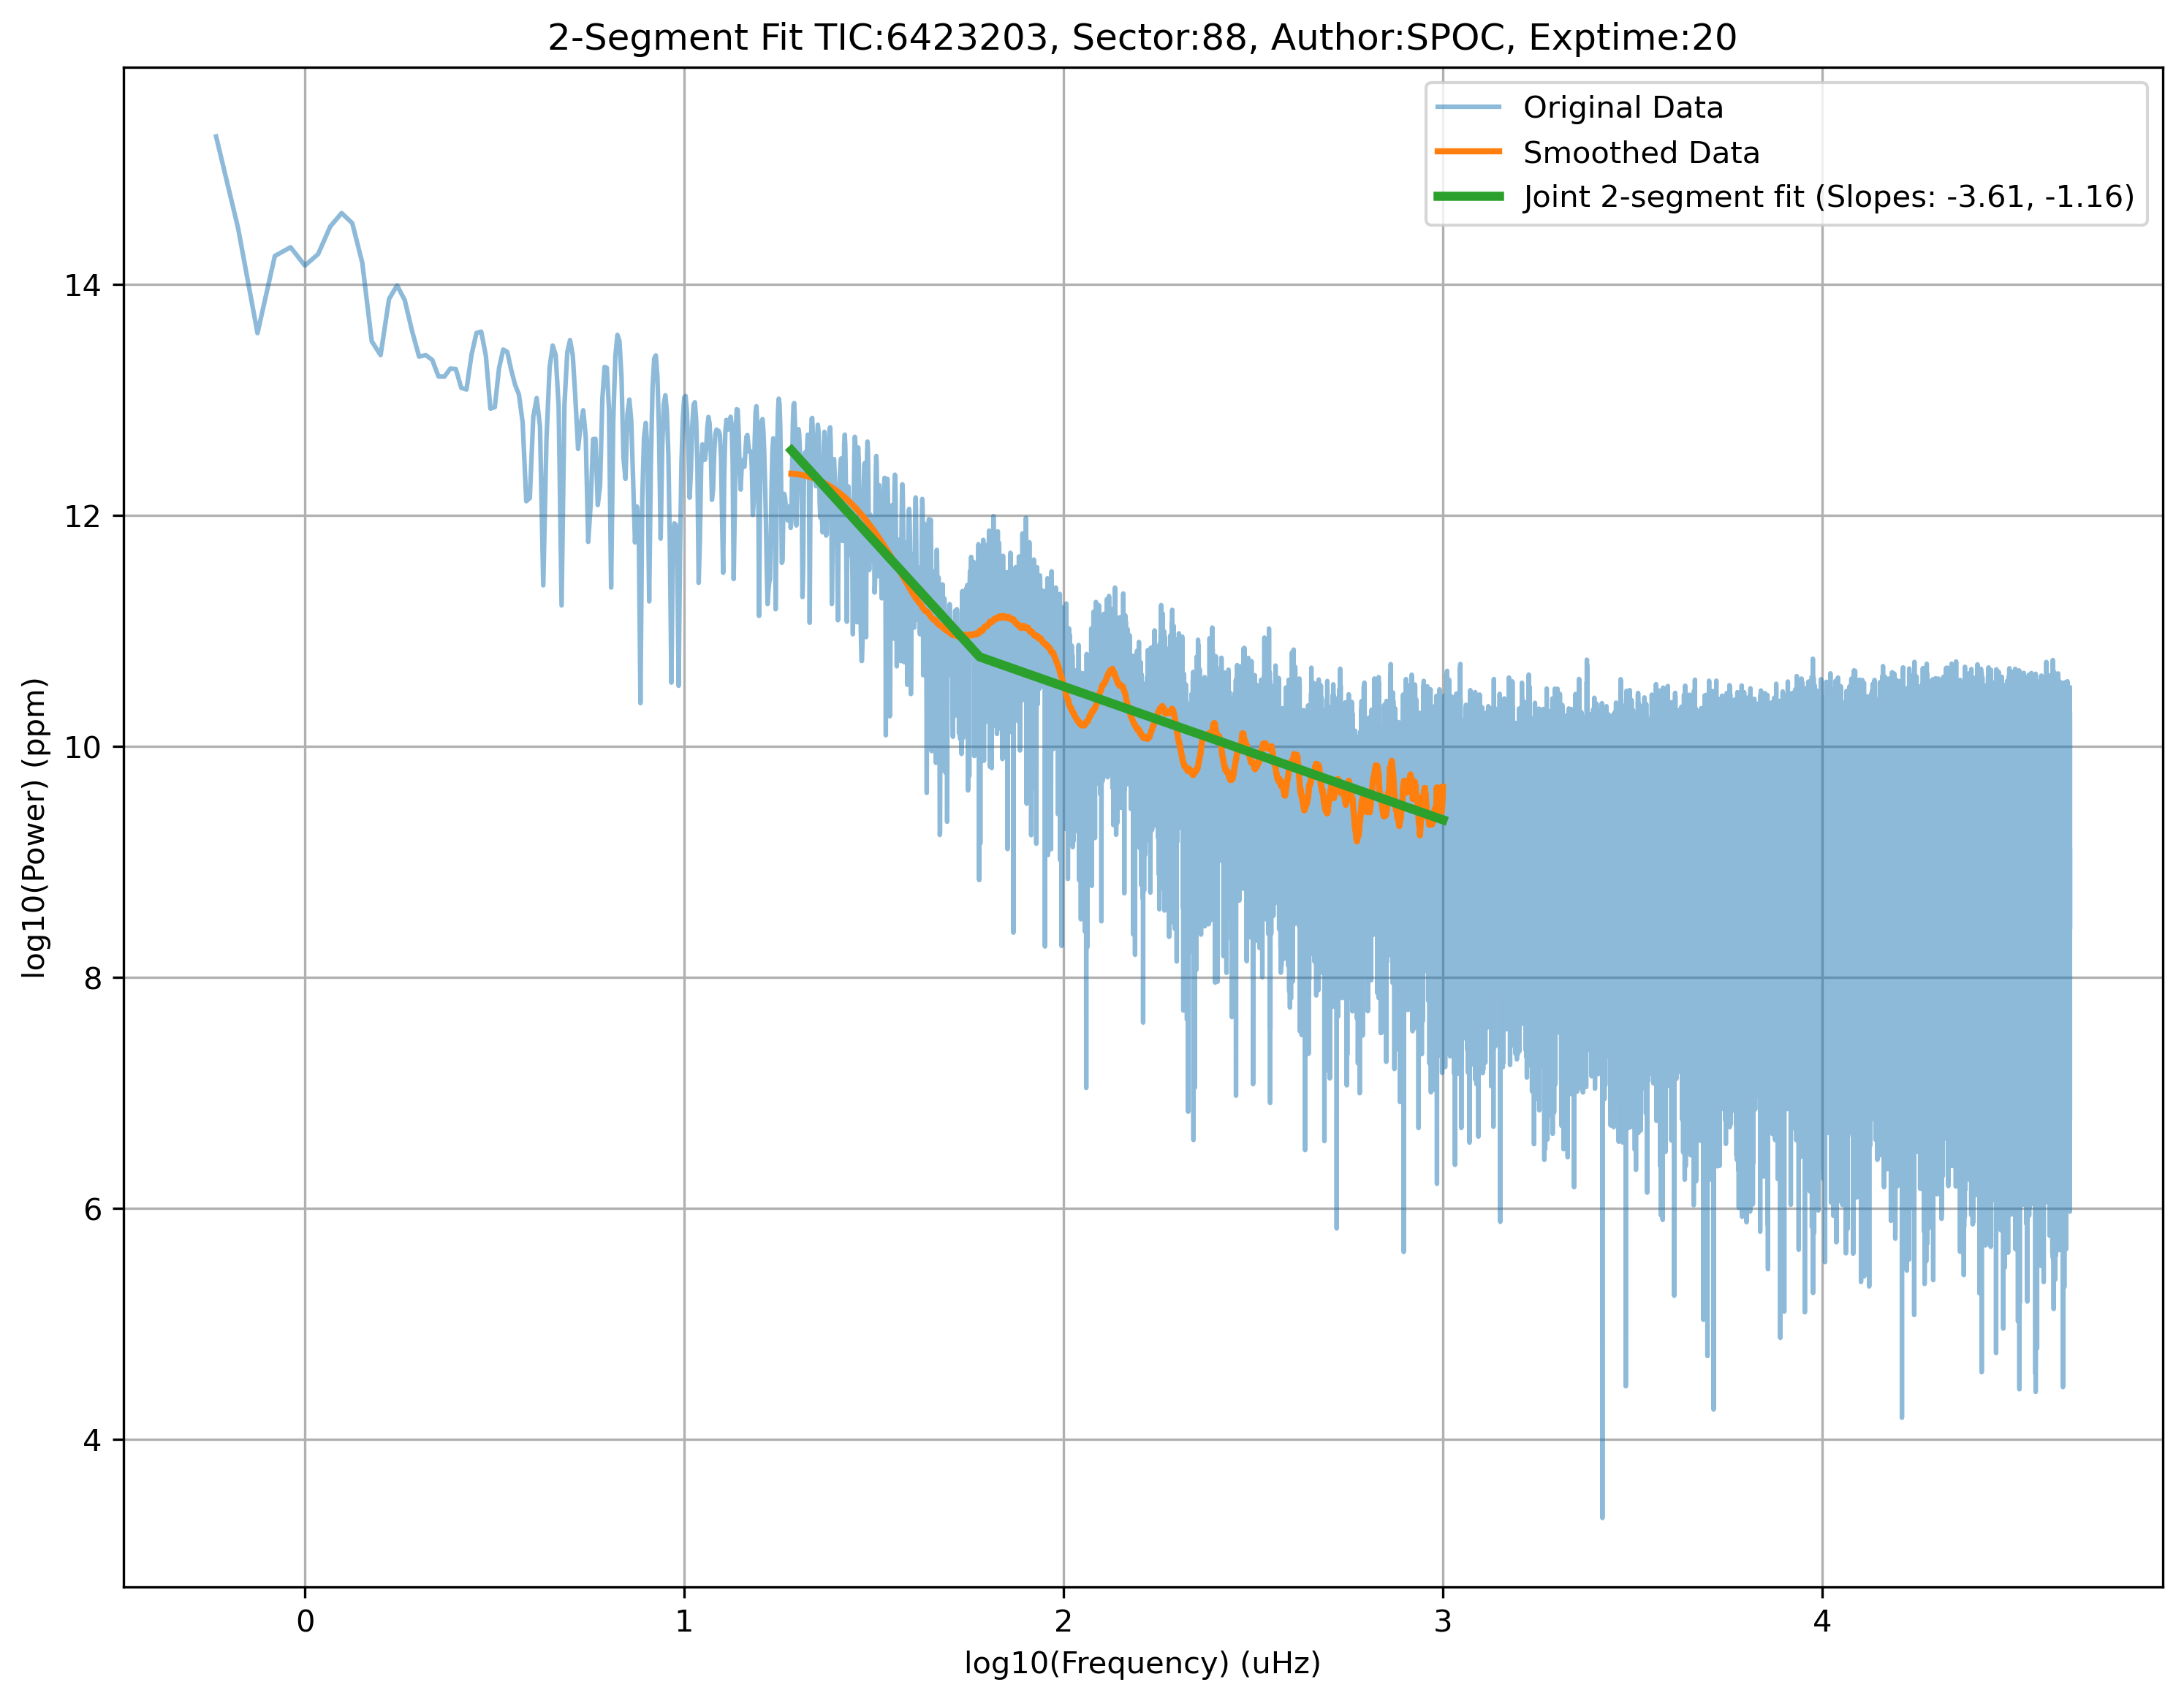 2-Segment Fit TIC:6423203, Sector:88, Author:SPOC, Exptime:20
Original Data
Smoothed Data
Joint 2-segment fit (Slopes: -3.61, -1.16)
log10(Power) (ppm)
14
12
10
8
6
4
0 1 2 3 4
log10(Frequency) (uHz)